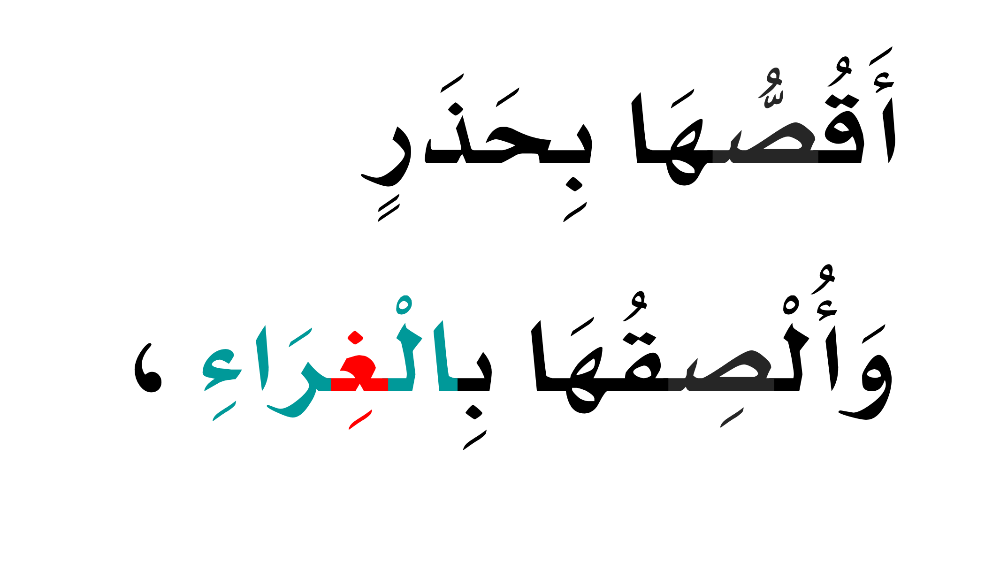 أَقُصُّهَا بِحَذَرٍ
وَأُلْصِقُهَا بِالْغِرَاءِ ،